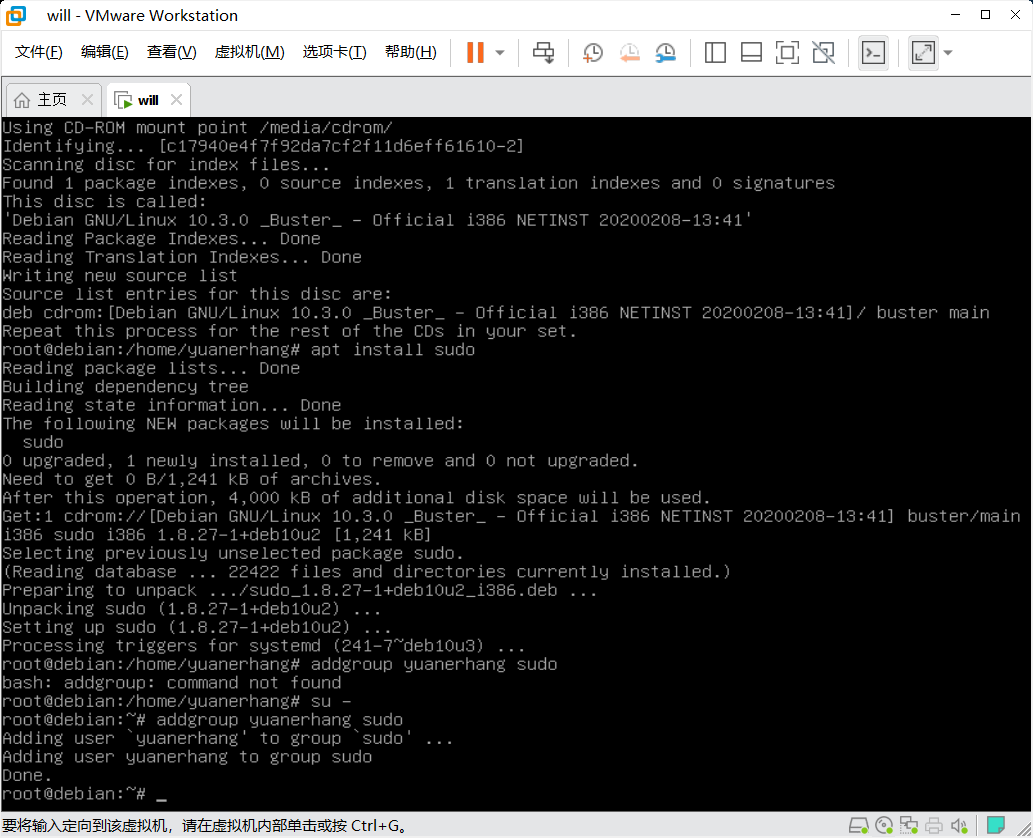 will - VMware Workstation
文件(F) 编辑(E) 查看(V) 虚拟机(M) 选项卡(T) 帮助(H)
主页 will
Using CD-ROM mount point /media/cdrom/
Identifying... [c17940e4f7f92da7cf2f11d6eff61610-2]
Scanning disc for index files...
Found 1 package indexes, 0 source indexes, 1 translation indexes and 0 signatures
This disc is called:
'Debian GNU/Linux 10.3.0 _Buster_ - Official i386 NETINST 20200208-13:41'
Reading Package Indexes... Done
Reading Translation Indexes... Done
Writing new source list
Source list entries for this disc are:
deb cdrom:[Debian GNU/Linux 10.3.0 _Buster_ - Official i386 NETINST 20200208-13:41]/ buster main
Repeat this process for the rest of the CDs in your set.
root@debian:/home/yuanerhang# apt install sudo
Reading package lists... Done
Building dependency tree
Reading state information... Done
The following NEW packages will be installed:
  sudo
0 upgraded, 1 newly installed, 0 to remove and 0 not upgraded.
Need to get 0 B/1,241 kB of archives.
After this operation, 4,000 kB of additional disk space will be used.
Get:1 cdrom://[Debian GNU/Linux 10.3.0 _Buster_ - Official i386 NETINST 20200208-13:41] buster/main
i386 sudo i386 1.8.27-1+deb10u2 [1,241 kB]
Selecting previously unselected package sudo.
(Reading database ... 22422 files and directories currently installed.)
Preparing to unpack .../sudo_1.8.27-1+deb10u2_i386.deb ...
Unpacking sudo (1.8.27-1+deb10u2) ...
Setting up sudo (1.8.27-1+deb10u2) ...
Processing triggers for systemd (241-7~deb10u3) ...
root@debian:/home/yuanerhang# addgroup yuanerhang sudo
bash: addgroup: command not found
root@debian:/home/yuanerhang# su -
root@debian:~# addgroup yuanerhang sudo
Adding user `yuanerhang' to group `sudo' ...
Adding user yuanerhang to group sudo
Done.
root@debian:~# _
要将输入定向到该虚拟机，请在虚拟机内部单击或按 Ctrl+G。